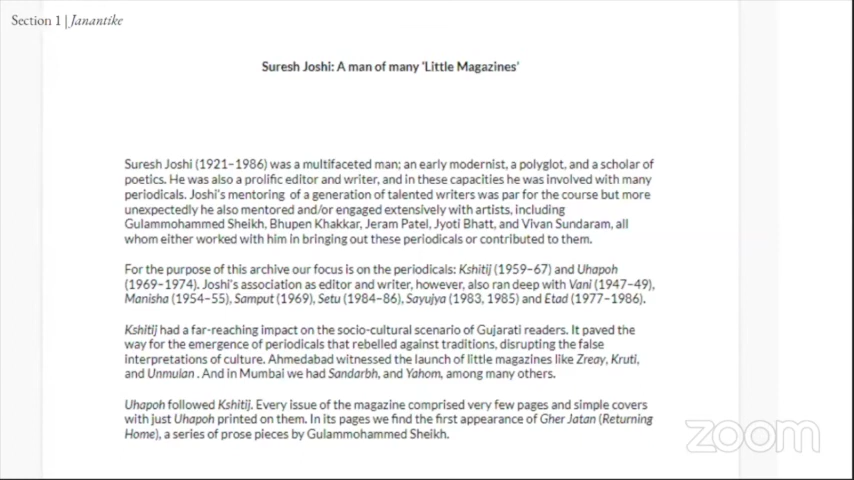 Section 1 | Janantike
Suresh Joshi: A man of many 'Little Magazines'
Suresh Joshi (1921–1986) was a multifaceted man; an early modernist, a polyglot, and a scholar of
poetics. He was also a prolific editor and writer, and in these capacities he was involved with many
periodicals. Joshi's mentoring of a generation of talented writers was par for the course but more
unexpectedly he also mentored and/or engaged extensively with artists, including
Gulammohammed Sheikh, Bhupen Khakkar, Jeram Patel, Jyoti Bhatt, and Vivan Sundaram, all
whom either worked with him in bringing out these periodicals or contributed to them.
For the purpose of this archive our focus is on the periodicals: Kshitij (1959–67) and Uhapoh
(1969–1974). Joshi's association as editor and writer, however, also ran deep with Vani (1947–49),
Manisha (1954–55), Samput (1969), Setu (1984–86), Sayujya (1983, 1985) and Etad (1977–1986).
Kshitij had a far-reaching impact on the socio-cultural scenario of Gujarati readers. It paved the
way for the emergence of periodicals that rebelled against traditions, disrupting the false
interpretations of culture. Ahmedabad witnessed the launch of little magazines like Zreay, Kruti,
and Unmulan . And in Mumbai we had Sandarbh, and Yahom, among many others.
Uhapoh followed Kshitij. Every issue of the magazine comprised very few pages and simple covers
with just Uhapoh printed on them. In its pages we find the first appearance of Gher Jatan (Returning
Home), a series of prose pieces by Gulammohammed Sheikh.
zoom